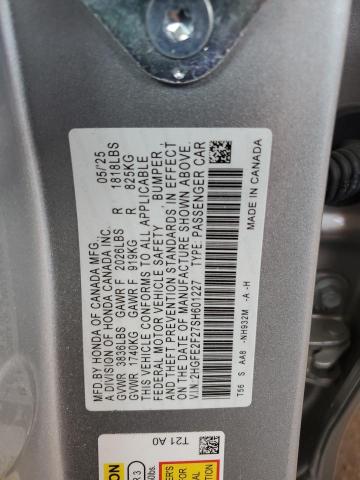 MFD. BY HONDA OF CANADA MFG.
A DIVISION OF HONDA CANADA INC. 05/25
GVWR 3836LBS GAWR F 2026LBS R 1818LBS
GVWR 1740KG GAWR F 919KG R 825KG
THIS VEHICLE CONFORMS TO ALL APPLICABLE
FEDERAL MOTOR VEHICLE SAFETY, BUMPER,
AND THEFT PREVENTION STANDARDS IN EFFECT
ON THE DATE OF MANUFACTURE SHOWN ABOVE.
V.I.N: 2HGFE2F27SH601227 TYPE: PASSENGER CAR
T56 S AA8 -NH932M -A -H
MADE IN CANADA
T21 A0